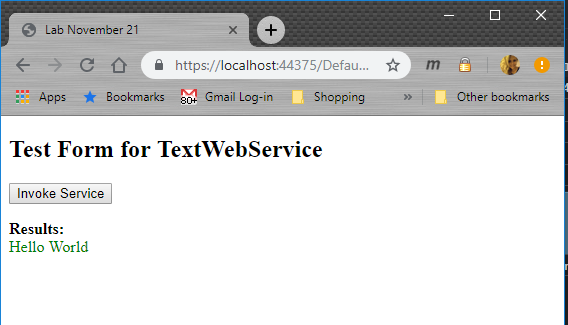 Lab November 21
https://localhost:44375/Defau...
m
Apps Bookmarks 80+ Gmail Log-in Shopping » Other bookmarks
Test Form for TextWebService
Invoke Service
Results:
Hello World